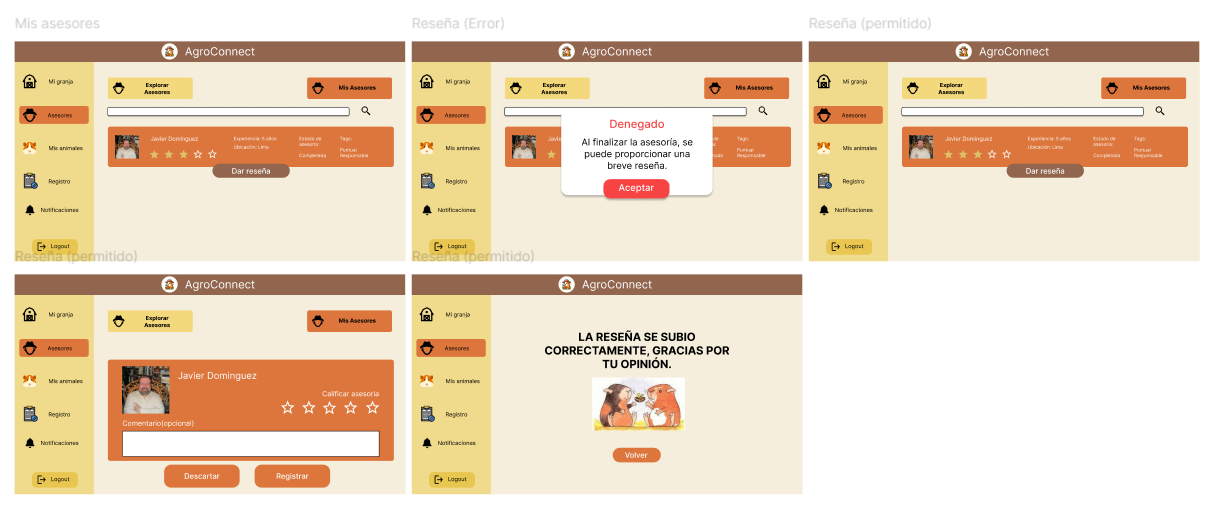 Mis asesores
AgroConnect
Mi granja
Asesores
Mis animales
Registro
Notificaciones
Logout
Explorar
Asesores
Mis Asesores
Javier Dominguez
Experiencia: 5 años
Ubicación: Lima
Estado de
asesoria:
Completada
Tags:
Puntual
Responsable
Dar reseña
Reseña (Error)
AgroConnect
Mi granja
Asesores
Mis animales
Registro
Notificaciones
Logout
Explorar
Asesores
Mis Asesores
Tags:
Puntual
Responsable
Denegado
Al finalizar la asesoría, se
puede proporcionar una
breve reseña.
Aceptar
Reseña (permitido)
AgroConnect
Mi granja
Asesores
Mis animales
Registro
Notificaciones
Logout
Explorar
Asesores
Mis Asesores
Javier Dominguez
Experiencia: 5 años
Ubicación: Lima
Estado de
asesoria:
Completada
Tags:
Puntual
Responsable
Dar reseña
Reseña (permitido)
AgroConnect
Mi granja
Asesores
Mis animales
Registro
Notificaciones
Logout
Explorar
Asesores
Mis Asesores
Javier Dominguez
Calificar asesoria
Comentario(opcional)
Descartar
Registrar
Reseña (permitido)
AgroConnect
Mi granja
Asesores
Mis animales
Registro
Notificaciones
Logout
LA RESEÑA SE SUBIO
CORRECTAMENTE, GRACIAS POR
TU OPINIÓN.
Volver